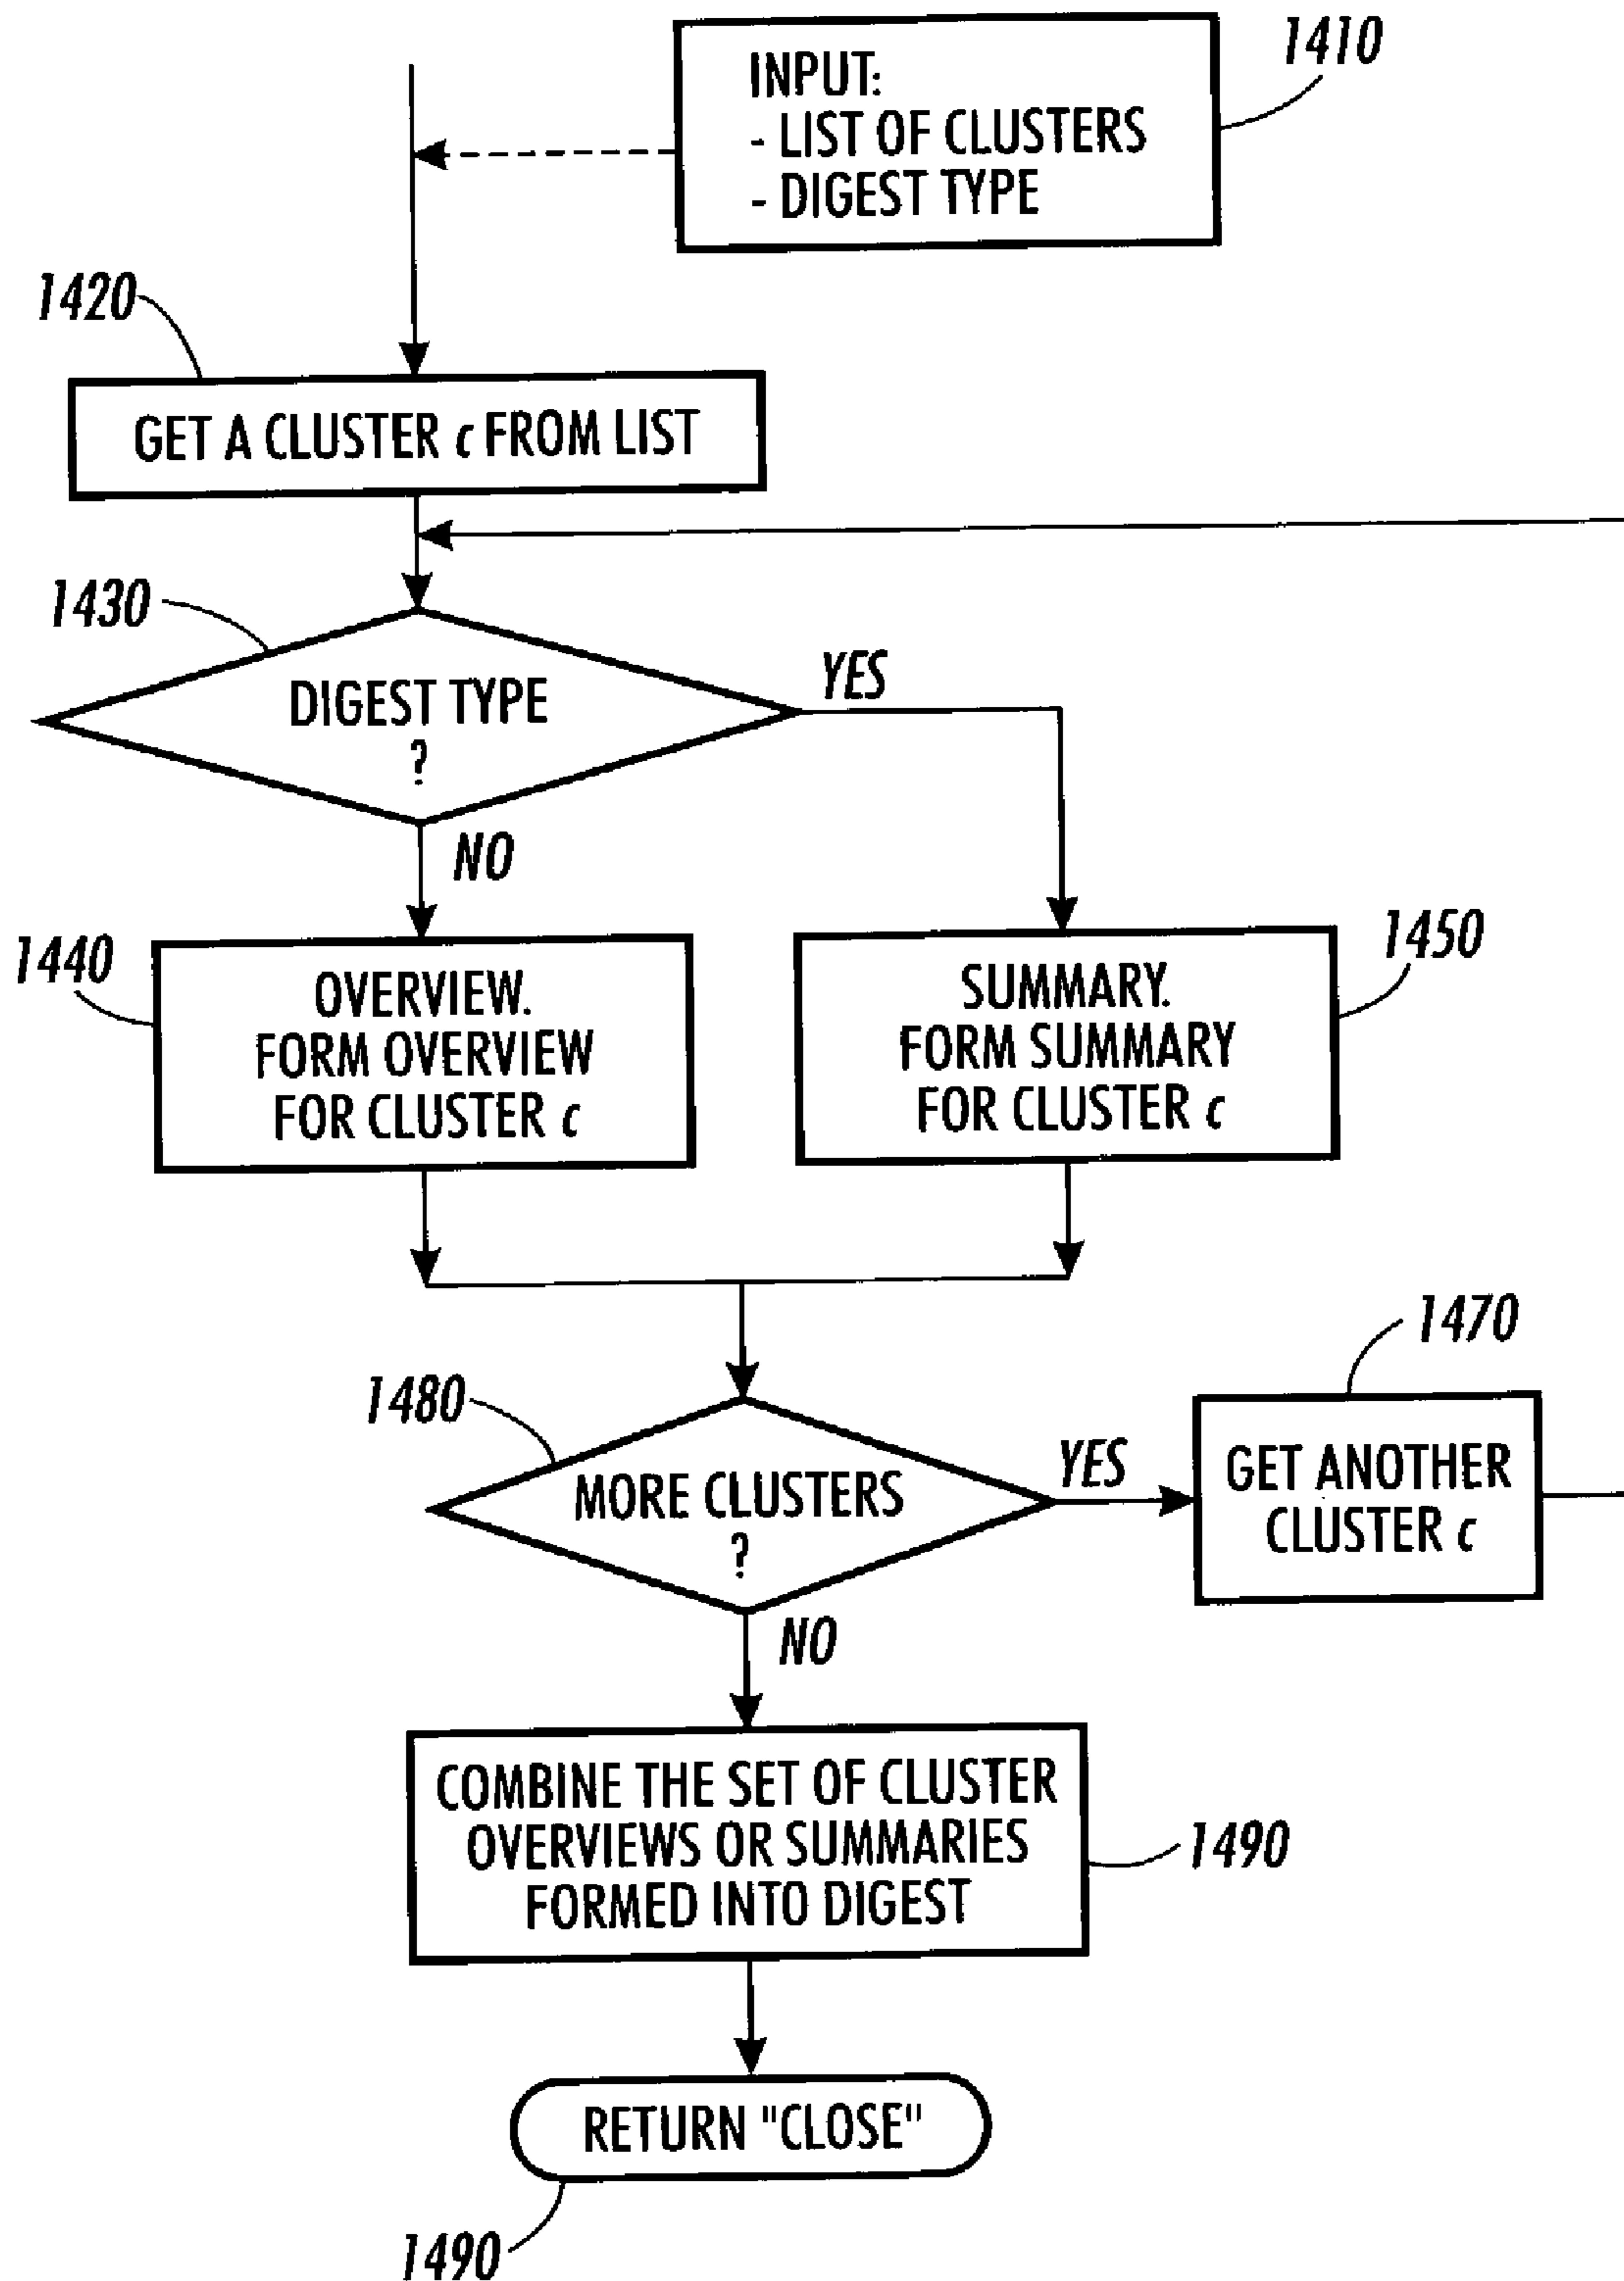 1410
INPUT:
- LIST OF CLUSTERS
- DIGEST TYPE
1420
GET A CLUSTER c FROM LIST
1430
DIGEST TYPE
?
YES
NO
1440
OVERVIEW.
FORM OVERVIEW
FOR CLUSTER c
1450
SUMMARY.
FORM SUMMARY
FOR CLUSTER c
1480
MORE CLUSTERS
?
YES
1470
GET ANOTHER
CLUSTER c
NO
COMBINE THE SET OF CLUSTER
OVERVIEWS OR SUMMARIES
FORMED INTO DIGEST
1490
RETURN "CLOSE"
1490